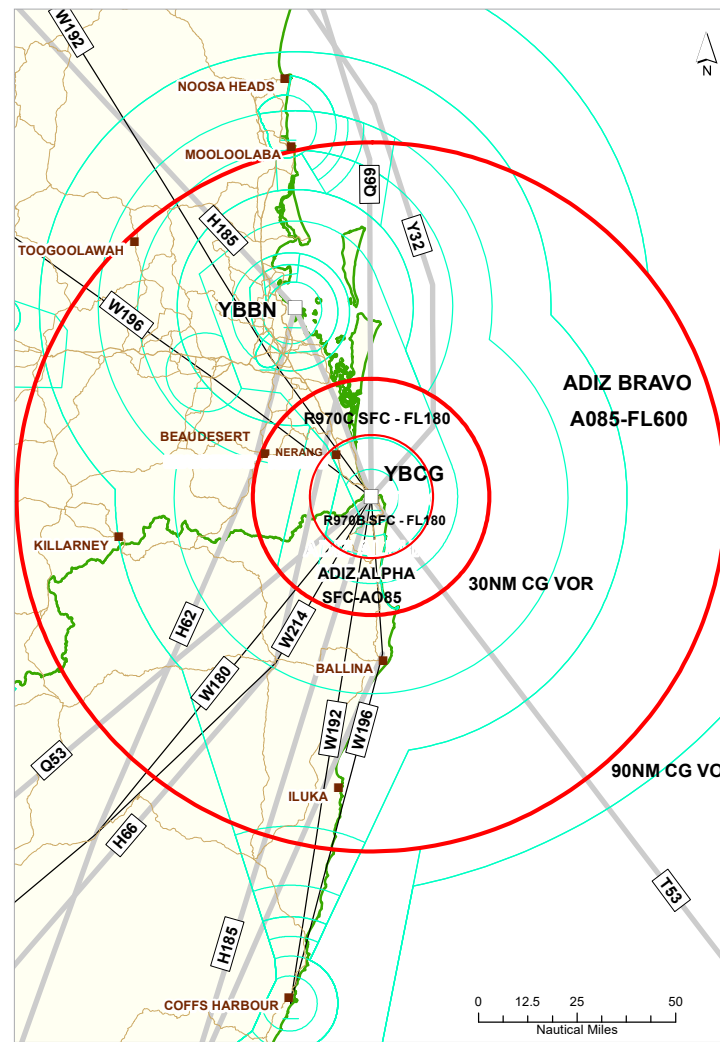 W192
N
NOOSA HEADS
MOOLOOLABA
Q69
H185
Y32
TOOGOOLAWAH
W196
YBBN
ADIZ BRAVO
A085-FL600
R970C SFC - FL180
BEAUDESERT
NERANG
YBCG
R970B SFC - FL180
KILLARNEY
ADIZ ALPHA
SFC-AO85
30NM CG VOR
H62
W214
BALLINA
W180
W192
W196
Q53
90NM CG VO
ILUKA
H66
T53
H185
COFFS HARBOUR
0 12.5 25 50
Nautical Miles